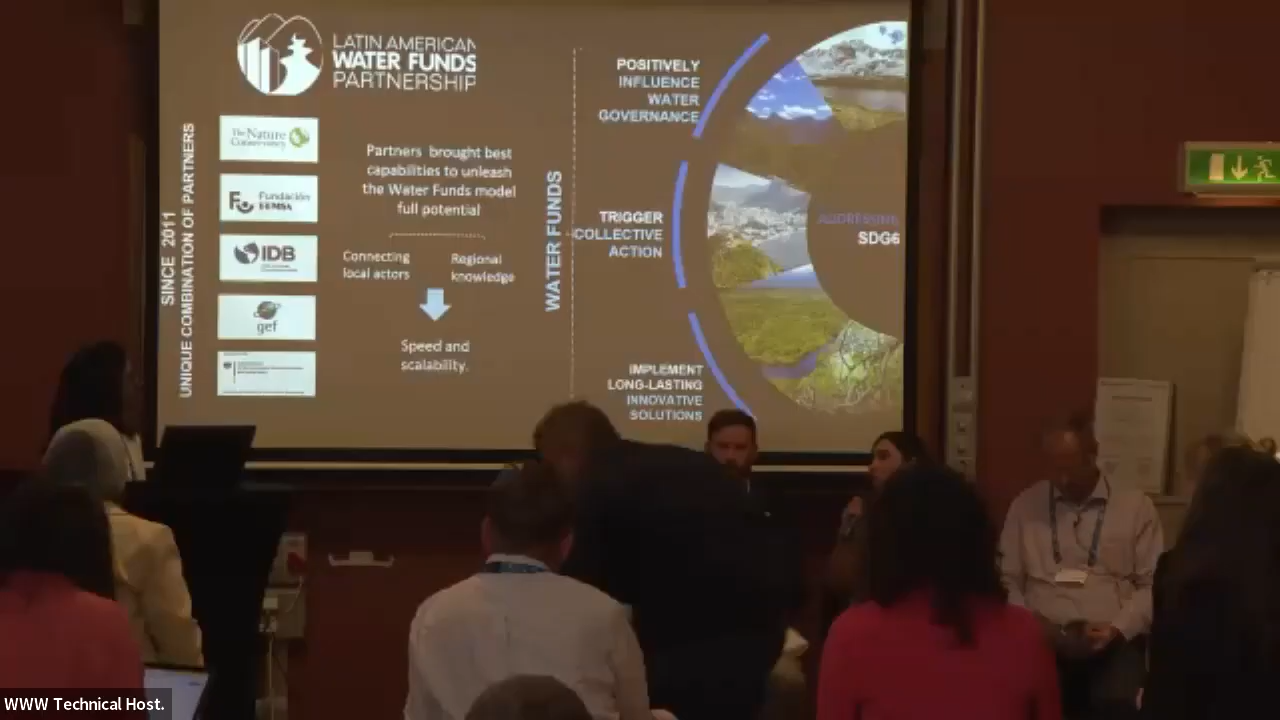 LATIN AMERICAN
WATER FUNDS
PARTNERSHIP
SINCE 2011
UNIQUE COMBINATION OF PARTNERS
The Nature
Conservancy
Fundación
FEMSA
IDB
gef
Partners brought best
capabilities to unleash
the Water Funds model
full potential
Connecting
local actors
Regional
knowledge
Speed and
scalability.
WATER FUNDS
POSITIVELY
INFLUENCE
WATER
GOVERNANCE
TRIGGER
COLLECTIVE
ACTION
IMPLEMENT
LONG-LASTING
INNOVATIVE
SOLUTIONS
ADDRESSING
SDG6
WWW Technical Host.